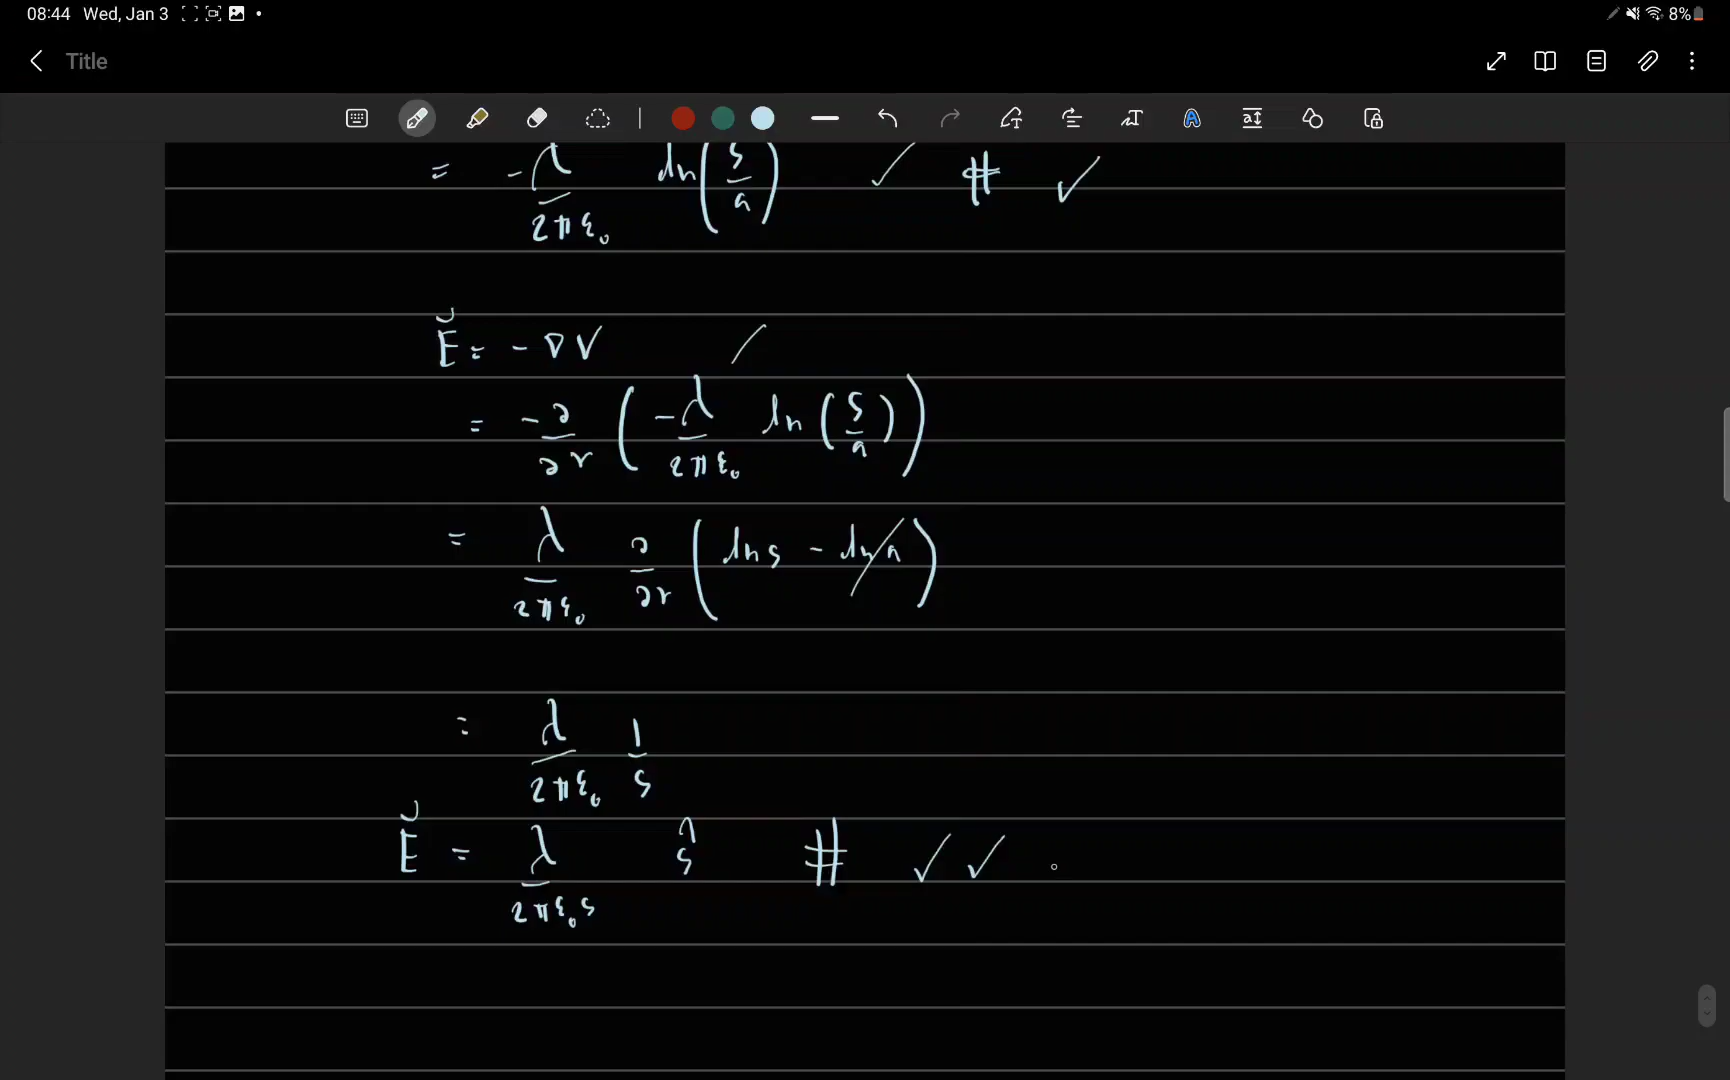 08:44 Wed, Jan 3 8%
Title
= -λ/2πε₀ ln(s/a) ✓ # ✓
E = - ∇V
= -∂/∂r ( -λ/2πε₀ ln (s/a) )
= λ/2πε₀ ∂/∂r ( ln s - ln a )
= λ/2πε₀ 1/s
E = λ/2πε₀s ŝ # ✓ ✓